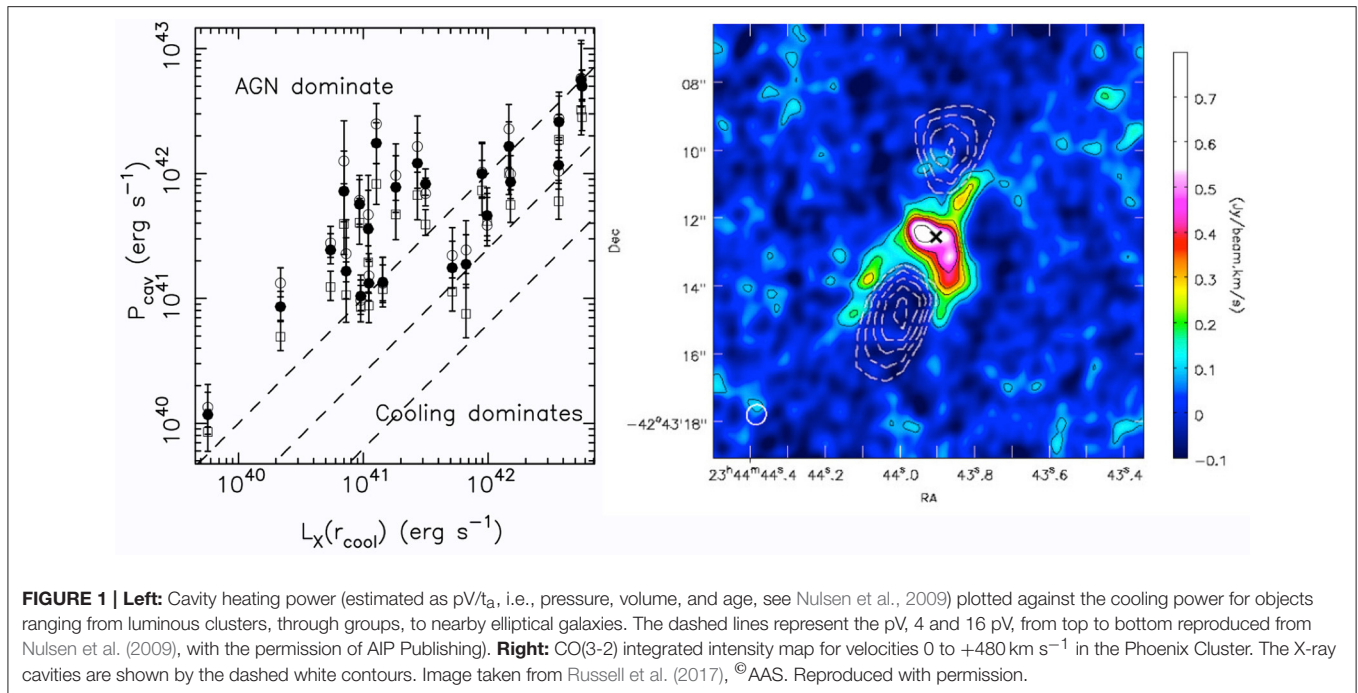 10^43
10^42
10^41
10^40
P_cav (erg s^−1)
AGN dominate
Cooling dominates
10^40
10^41
10^42
L_X(r_cool) (erg s^−1)
Dec
08"
10"
12"
14"
16"
−42°43'18"
23^h44^m44^s.4
44^s.2
44^s.0
43^s.8
43^s.6
43^s.4
RA
0.7
0.6
0.5
0.4
0.3
0.2
0.1
0
−0.1
(Jy/beam.km/s)
FIGURE 1 | Left: Cavity heating power (estimated as pV/t_a, i.e., pressure, volume, and age, see Nulsen et al., 2009) plotted against the cooling power for objects
ranging from luminous clusters, through groups, to nearby elliptical galaxies. The dashed lines represent the pV, 4 and 16 pV, from top to bottom reproduced from
Nulsen et al. (2009), with the permission of AIP Publishing). Right: CO(3-2) integrated intensity map for velocities 0 to +480 km s^−1 in the Phoenix Cluster. The X-ray
cavities are shown by the dashed white contours. Image taken from Russell et al. (2017), ©AAS. Reproduced with permission.